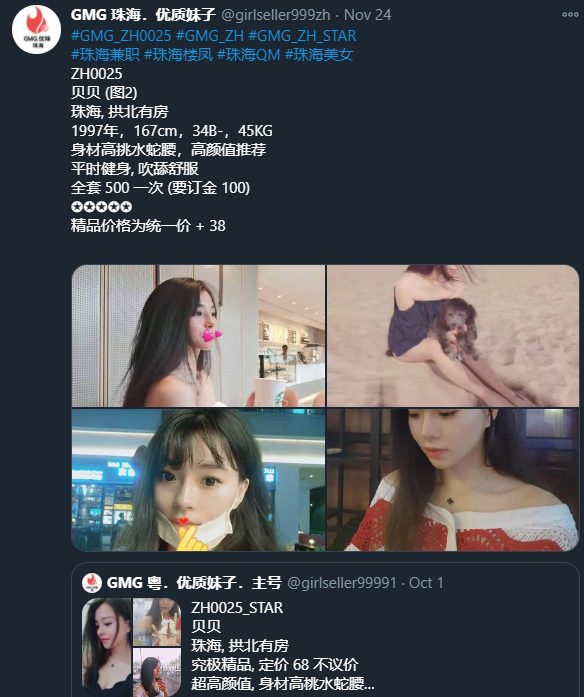 GMG 珠海．优质妹子 @girlseller999zh · Nov 24
#GMG_ZH0025 #GMG_ZH #GMG_ZH_STAR
#珠海兼职 #珠海楼凤 #珠海QM #珠海美女
ZH0025
贝贝 (图2)
珠海, 拱北有房
1997年，167cm，34B-，45KG
身材高挑水蛇腰，高颜值推荐
平时健身, 吹舔舒服
全套 500 一次 (要订金 100)
✪✪✪✪✪
精品价格为统一价 + 38
GMG 粤．优质妹子．主号 @girlseller99991 · Oct 1
ZH0025_STAR
贝贝
珠海, 拱北有房
究极精品, 定价 68 不议价
超高颜值, 身材高桃水蛇腰...